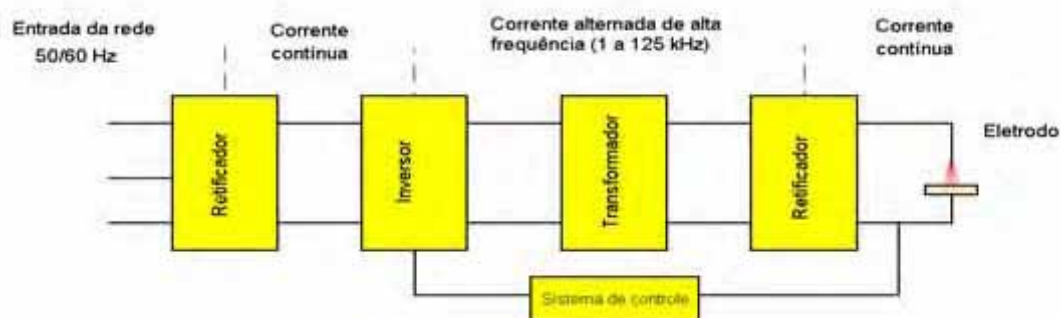 Entrada da rede
50/60 Hz
Corrente
contínua
Corrente alternada de alta
frequência (1 a 125 kHz)
Corrente
contínua
Retificador
Inversor
Transformador
Retificador
Eletrodo
Sistema de controle